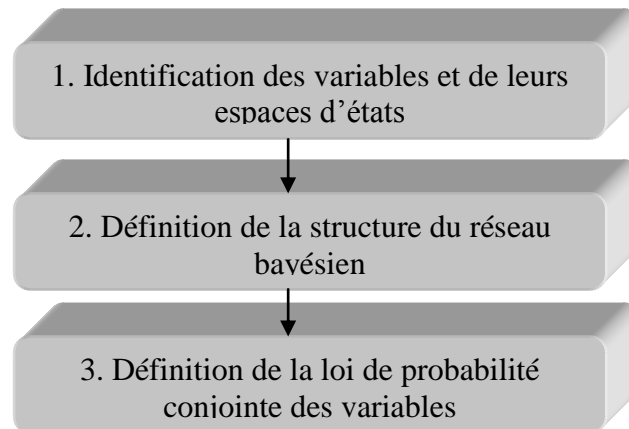 1. Identification des variables et de leurs
espaces d’états
2. Définition de la structure du réseau
bayésien
3. Définition de la loi de probabilité
conjointe des variables